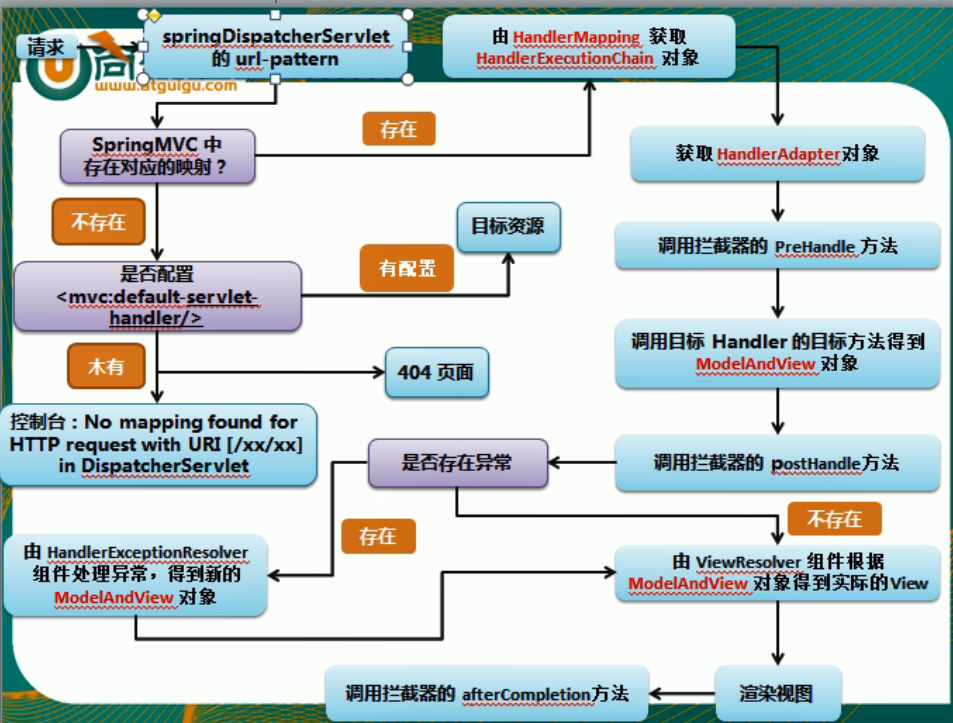 请求
springDispatcherServlet
的 url-pattern
由 HandlerMapping 获取
HandlerExecutionChain 对象
www.atguigu.com
SpringMVC 中
存在对应的映射？
存在
获取 HandlerAdapter对象
不存在
目标资源
调用拦截器的 PreHandle 方法
是否配置
<mvc:default-servlet-
handler/>
有配置
调用目标 Handler 的目标方法得到
ModelAndView 对象
木有
404 页面
控制台：No mapping found for
HTTP request with URI [/xx/xx]
in DispatcherServlet
是否存在异常
调用拦截器的 postHandle方法
存在
不存在
由 HandlerExceptionResolver
组件处理异常，得到新的
ModelAndView 对象
由 ViewResolver 组件根据
ModelAndView 对象得到实际的View
调用拦截器的 afterCompletion方法
渲染视图